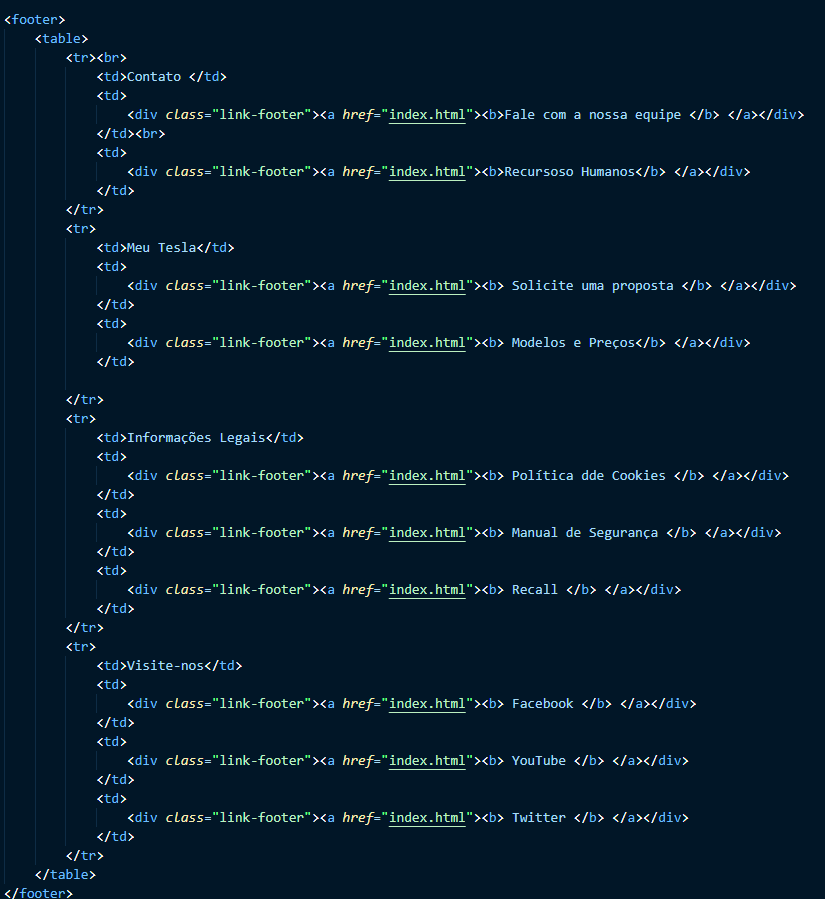 <footer>
<table>
<tr><br>
<td>Contato </td>
<td>
<div class="link-footer"><a href="index.html"><b>Fale com a nossa equipe </b> </a></div>
</td><br>
<td>
<div class="link-footer"><a href="index.html"><b>Recursoso Humanos</b> </a></div>
</td>
</tr>
<tr>
<td>Meu Tesla</td>
<td>
<div class="link-footer"><a href="index.html"><b> Solicite uma proposta </b> </a></div>
</td>
<td>
<div class="link-footer"><a href="index.html"><b> Modelos e Preços</b> </a></div>
</td>
</tr>
<tr>
<td>Informações Legais</td>
<td>
<div class="link-footer"><a href="index.html"><b> Política dde Cookies </b> </a></div>
</td>
<td>
<div class="link-footer"><a href="index.html"><b> Manual de Segurança </b> </a></div>
</td>
<td>
<div class="link-footer"><a href="index.html"><b> Recall </b> </a></div>
</td>
</tr>
<tr>
<td>Visite-nos</td>
<td>
<div class="link-footer"><a href="index.html"><b> Facebook </b> </a></div>
</td>
<td>
<div class="link-footer"><a href="index.html"><b> YouTube </b> </a></div>
</td>
<td>
<div class="link-footer"><a href="index.html"><b> Twitter </b> </a></div>
</td>
</tr>
</table>
</footer>